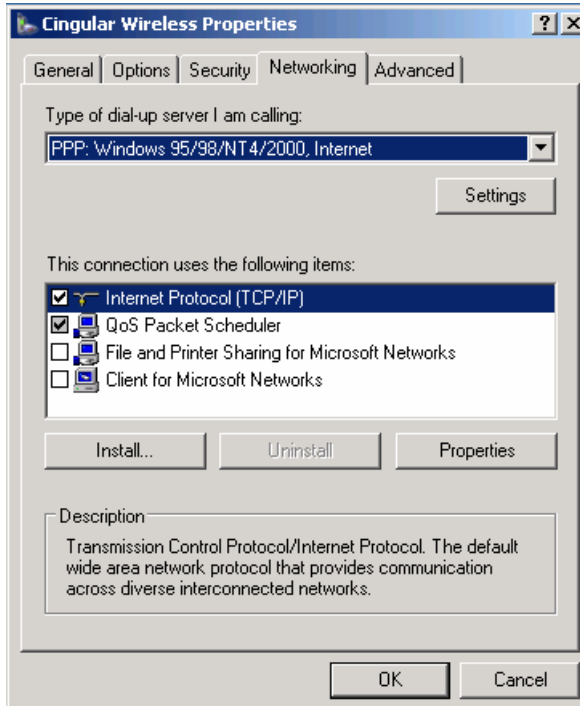 Cingular Wireless Properties
General Options Security Networking Advanced
Type of dial-up server I am calling:
PPP: Windows 95/98/NT4/2000, Internet
Settings
This connection uses the following items:
Internet Protocol (TCP/IP)
QoS Packet Scheduler
File and Printer Sharing for Microsoft Networks
Client for Microsoft Networks
Install... Uninstall Properties
Description
Transmission Control Protocol/Internet Protocol. The default
wide area network protocol that provides communication
across diverse interconnected networks.
OK Cancel